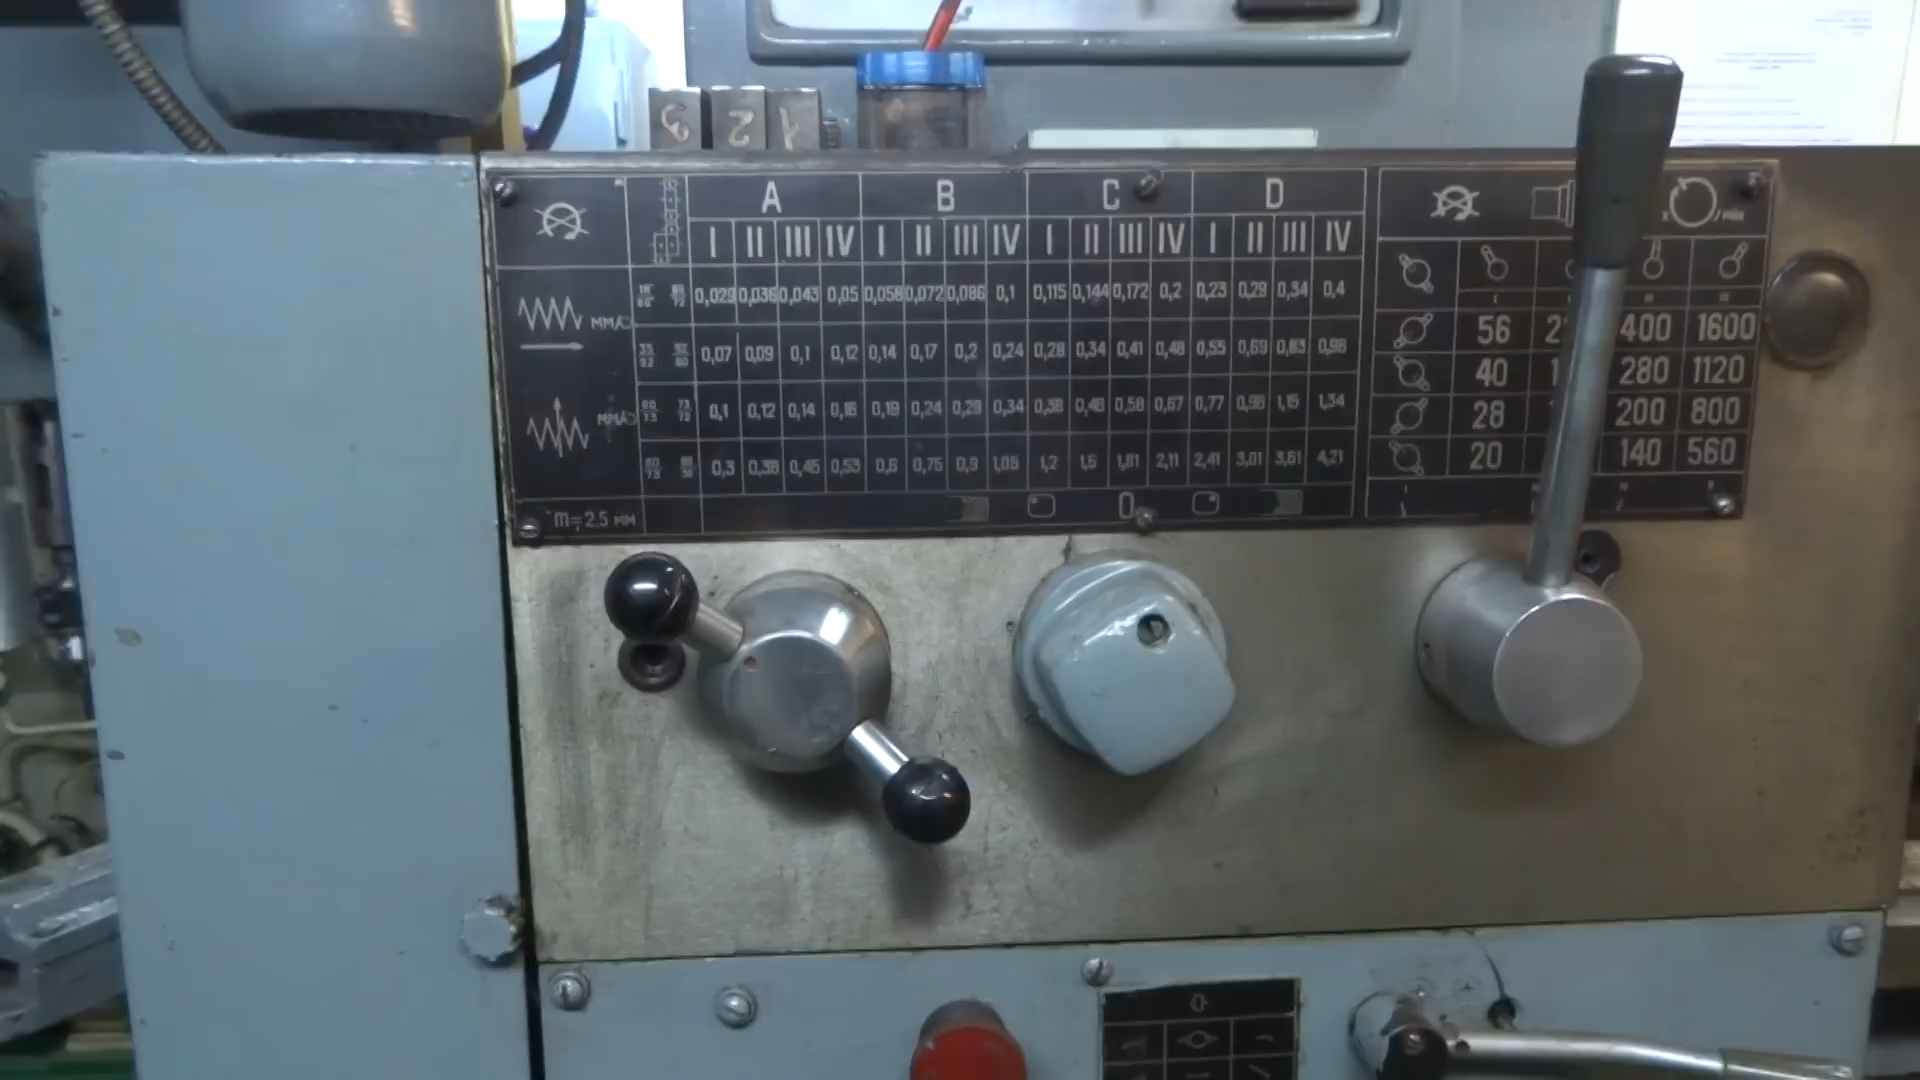 3 2 1
A B C D
I II III IV I II III IV I II III IV I II III IV
0,029 0,036 0,043 0,05 0,058 0,072 0,086 0,1 0,115 0,144 0,172 0,2 0,23 0,29 0,34 0,4
ММ/
0,07 0,09 0,1 0,12 0,14 0,17 0,2 0,24 0,28 0,34 0,41 0,48 0,55 0,69 0,83 0,96
ММ/
0,1 0,12 0,14 0,16 0,19 0,24 0,29 0,34 0,38 0,48 0,58 0,67 0,77 0,96 1,15 1,34
0,3 0,38 0,45 0,53 0,6 0,75 0,9 1,05 1,2 1,5 1,81 2,11 2,41 3,01 3,61 4,21
m= 2.5 ММ
0
/min
56 400 1600
40 280 1120
28 200 800
20 140 560